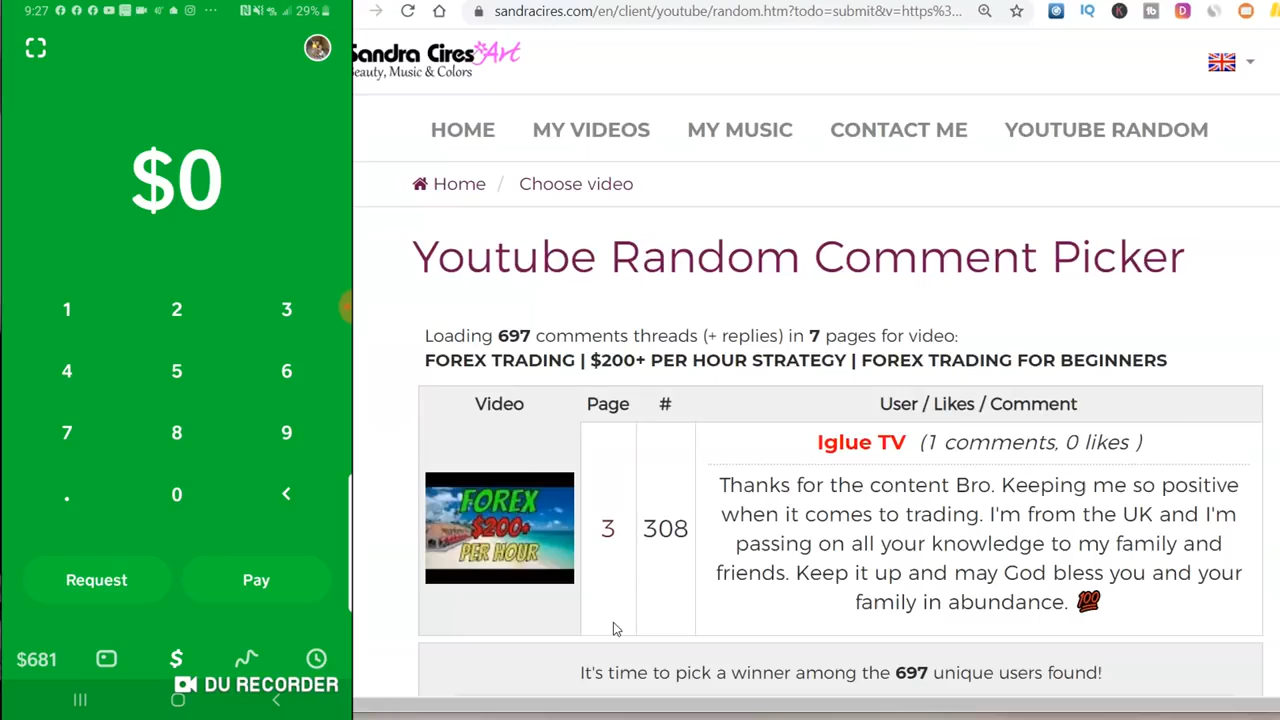 9:27
29%
$0
1 2 3
4 5 6
7 8 9
. 0 <
Request Pay
$681 $
DU RECORDER
sandracires.com/en/client/youtube/random.htm?todo=submit&v=https%3...
IQ
Sandra Cires Art
Beauty, Music & Colors
HOME MY VIDEOS MY MUSIC CONTACT ME YOUTUBE RANDOM
Home / Choose video
Youtube Random Comment Picker
Loading 697 comments threads (+ replies) in 7 pages for video:
FOREX TRADING | $200+ PER HOUR STRATEGY | FOREX TRADING FOR BEGINNERS
Video Page # User / Likes / Comment
FOREX
$200+
PER HOUR
3 308
Iglue TV (1 comments, 0 likes )
Thanks for the content Bro. Keeping me so positive
when it comes to trading. I'm from the UK and I'm
passing on all your knowledge to my family and
friends. Keep it up and may God bless you and your
family in abundance. 💯
It's time to pick a winner among the 697 unique users found!